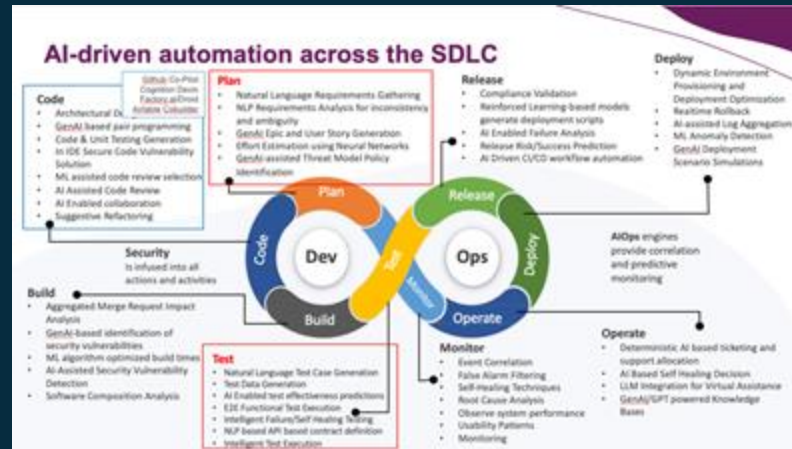 AI-driven automation across the SDLC
Github Co-Pilot
Cognition Devin
Factory.ai Droid
Code
GenAI based pair programming
Code & Unit Testing Generation
In IDE Secure Code Vulnerability
Solution
ML assisted code review selection
AI Assisted Code Review
AI Enabled collaboration
Suggestive Refactoring
Plan
Natural Language Requirements Gathering
NLP Requirements Analysis for inconsistency
and ambiguity
GenAI Epic and User Story Generation
Effort Estimation using Neural Networks
GenAI-assisted Threat Model Policy
Identification
Release
Compliance Validation
Reinforced Learning-based models
generate deployment scripts
AI Enabled Failure Analysis
Release Risk/Success Prediction
AI Driven CI/CD workflow automation
Deploy
Dynamic Environment
Provisioning and
Deployment Optimization
Realtime Rollback
AI-assisted Log Aggregation
ML Anomaly Detection
GenAI Deployment
Scenario Simulations
Plan
Code
Dev
Build
Test
Monitor
Release
Ops
Deploy
Operate
Security
Is infused into all
actions and activities
AIOps engines
provide correlation
and predictive
monitoring
Build
Aggregated Merge Request Impact
Analysis
GenAI-based identification of
security vulnerabilities
ML algorithm optimized build times
AI-Assisted Security Vulnerability
Detection
Software Composition Analysis
Test
Natural Language Test Case Generation
Test Data Generation
AI Enabled test effectiveness predictions
E2E Functional Test Execution
Intelligent Failure/Self Healing Testing
NLP based API based contract definition
Intelligent Test Execution
Monitor
Event Correlation
False Alarm Filtering
Self-Healing Techniques
Root Cause Analysis
Observe system performance
Usability Patterns
Monitoring
Operate
Deterministic AI based ticketing and
support allocation
AI Based Self Healing Decision
LLM Integration for Virtual Assistance
GenAI/GPT powered Knowledge
Bases